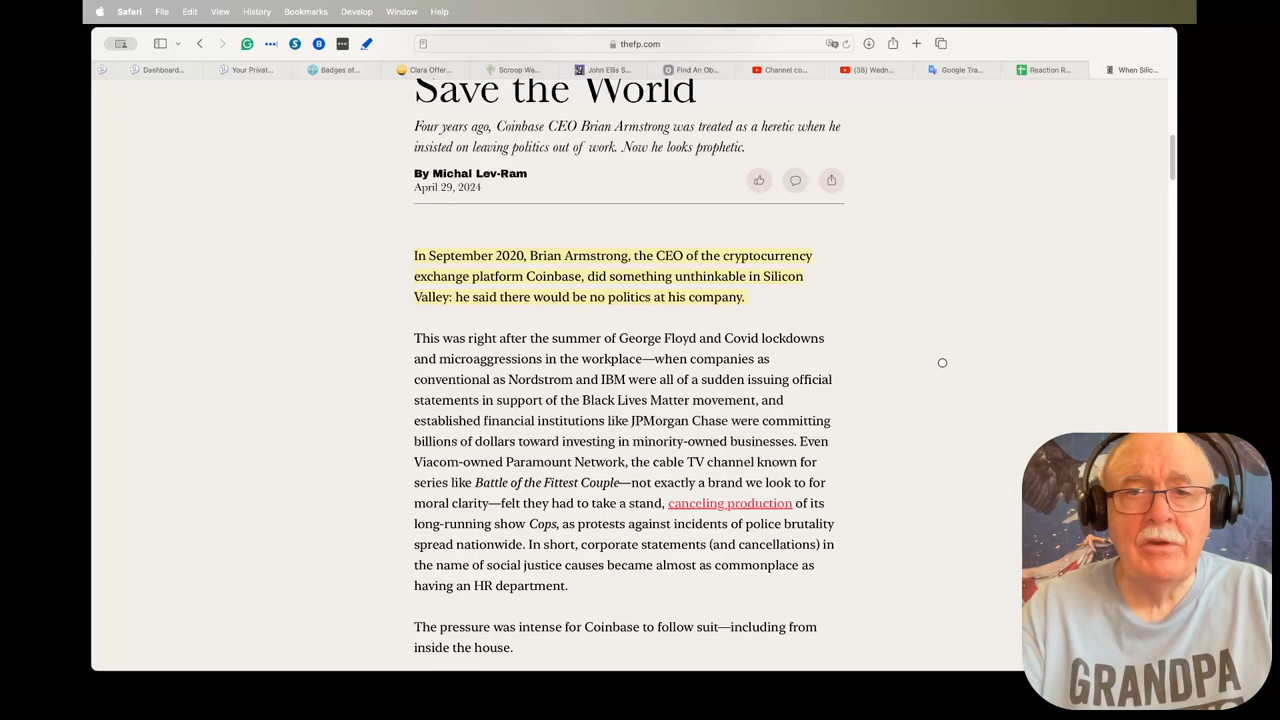 Safari File Edit View History Bookmarks Develop Window Help
thefp.com
Dashboard... Your Privat... Badges of... Clara Offer... Scroop We... John Ellis S... Find An Ob... Channel co... (38) Wedn... Google Tra... Reaction R... When Silic...
Save the World
Four years ago, Coinbase CEO Brian Armstrong was treated as a heretic when he
insisted on leaving politics out of work. Now he looks prophetic.
By Michal Lev-Ram
April 29, 2024
In September 2020, Brian Armstrong, the CEO of the cryptocurrency
exchange platform Coinbase, did something unthinkable in Silicon
Valley: he said there would be no politics at his company.
This was right after the summer of George Floyd and Covid lockdowns
and microaggressions in the workplace—when companies as
conventional as Nordstrom and IBM were all of a sudden issuing official
statements in support of the Black Lives Matter movement, and
established financial institutions like JPMorgan Chase were committing
billions of dollars toward investing in minority-owned businesses. Even
Viacom-owned Paramount Network, the cable TV channel known for
series like Battle of the Fittest Couple—not exactly a brand we look to for
moral clarity—felt they had to take a stand, canceling production of its
long-running show Cops, as protests against incidents of police brutality
spread nationwide. In short, corporate statements (and cancellations) in
the name of social justice causes became almost as commonplace as
having an HR department.
The pressure was intense for Coinbase to follow suit—including from
inside the house.
GRANDPA